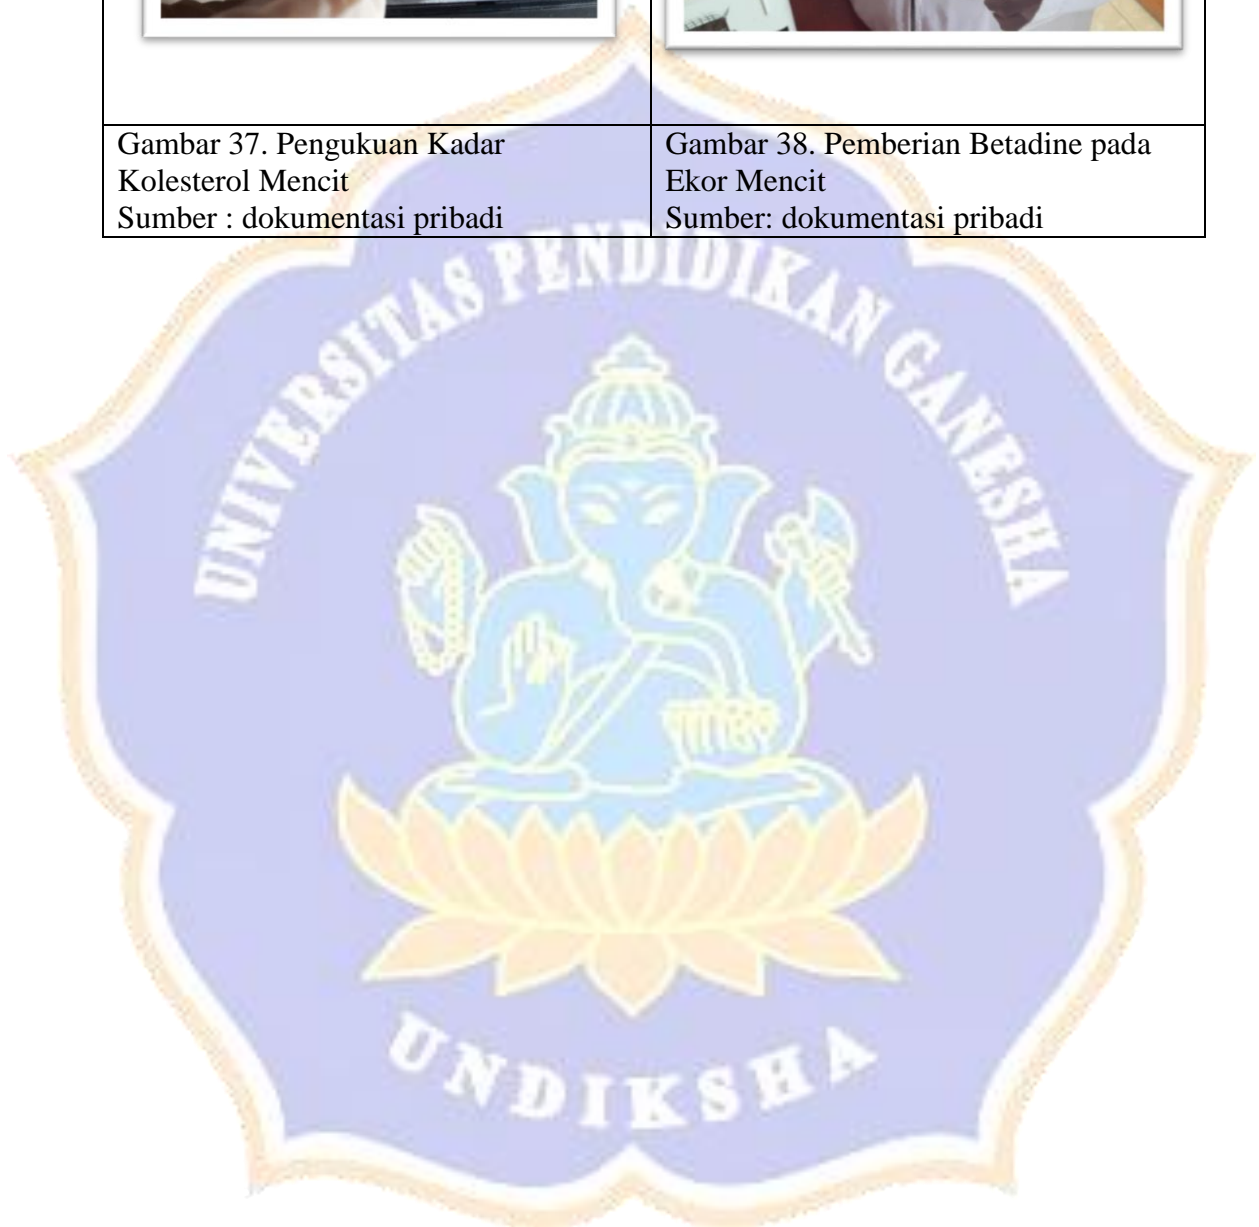 Gambar 37. Pengukuan Kadar
Kolesterol Mencit
Sumber : dokumentasi pribadi
Gambar 38. Pemberian Betadine pada
Ekor Mencit
Sumber: dokumentasi pribadi
UNIVERSITAS PENDIDIKAN GANESHA
UNDIKSHA